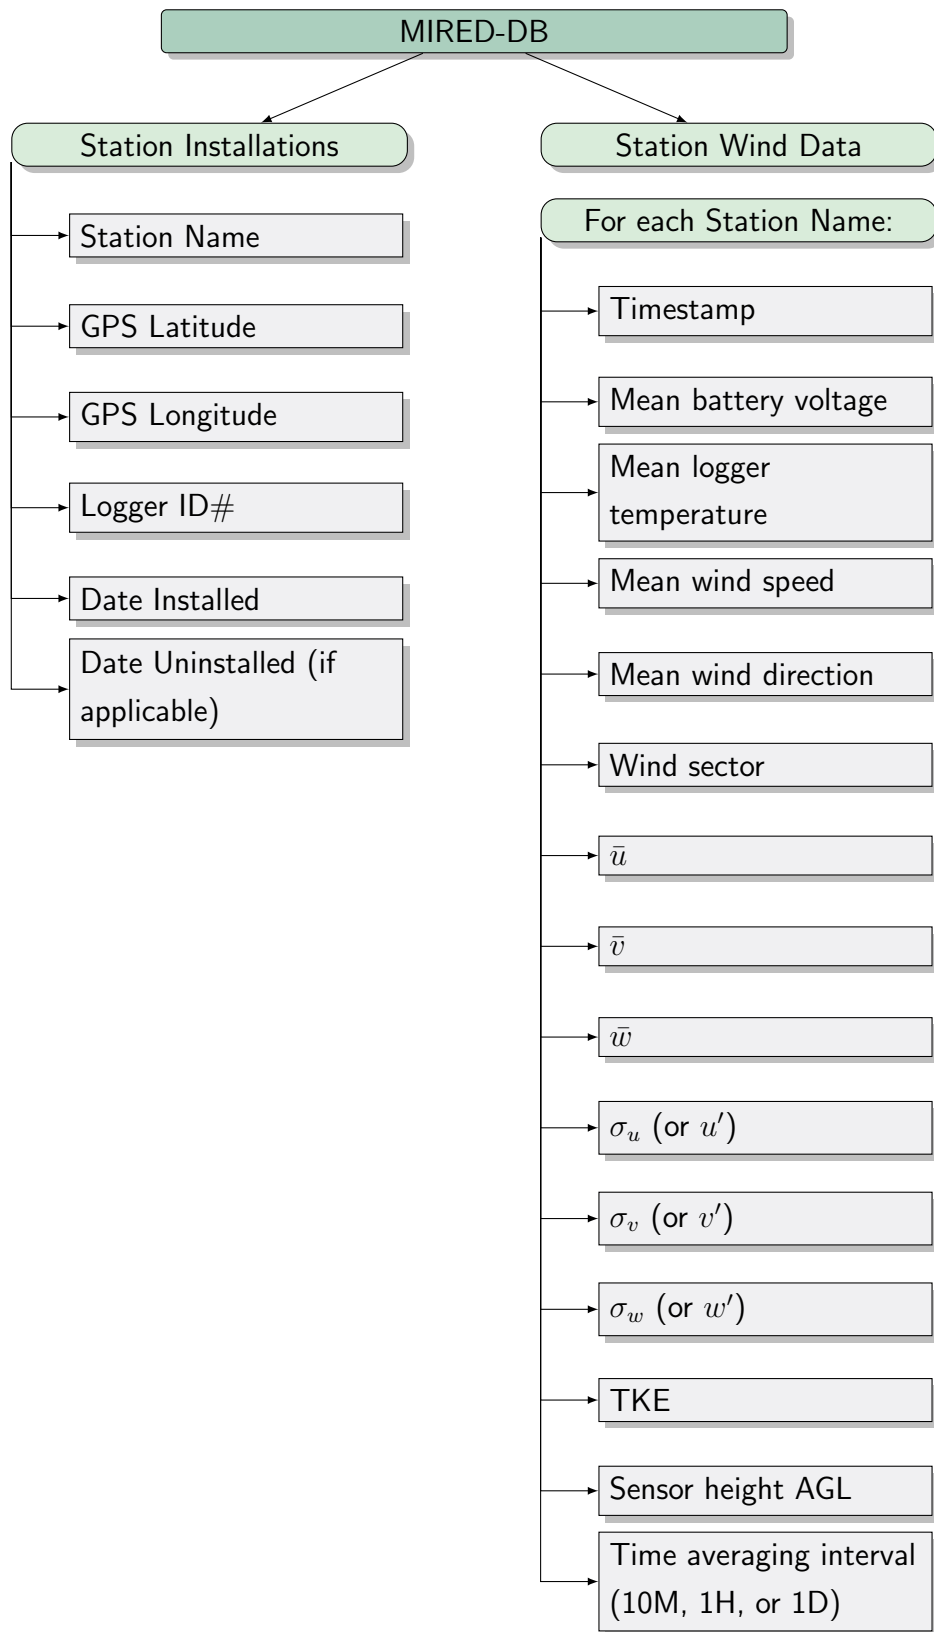 MIRED-DB
Station Installations
Station Name
GPS Latitude
GPS Longitude
Logger ID#
Date Installed
Date Uninstalled (if
applicable)
Station Wind Data
For each Station Name:
Timestamp
Mean battery voltage
Mean logger
temperature
Mean wind speed
Mean wind direction
Wind sector
ū
v̄
w̄
σ_u (or u′)
σ_v (or v′)
σ_w (or w′)
TKE
Sensor height AGL
Time averaging interval
(10M, 1H, or 1D)